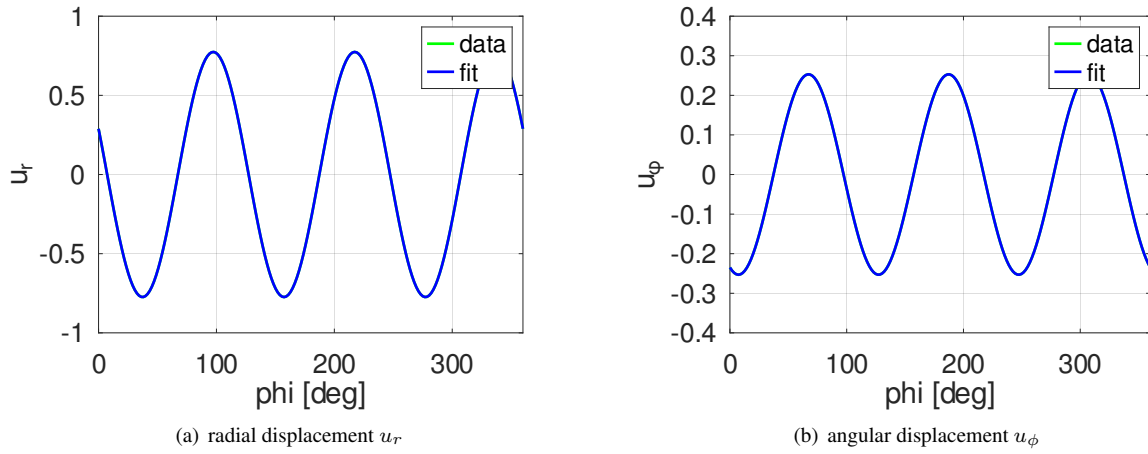 1
0.5
0
-0.5
-1
u_r
0 100 200 300
phi [deg]
data
fit
(a) radial displacement u_r
0.4
0.3
0.2
0.1
0
-0.1
-0.2
-0.3
-0.4
u_φ
0 100 200 300
phi [deg]
data
fit
(b) angular displacement u_ϕ